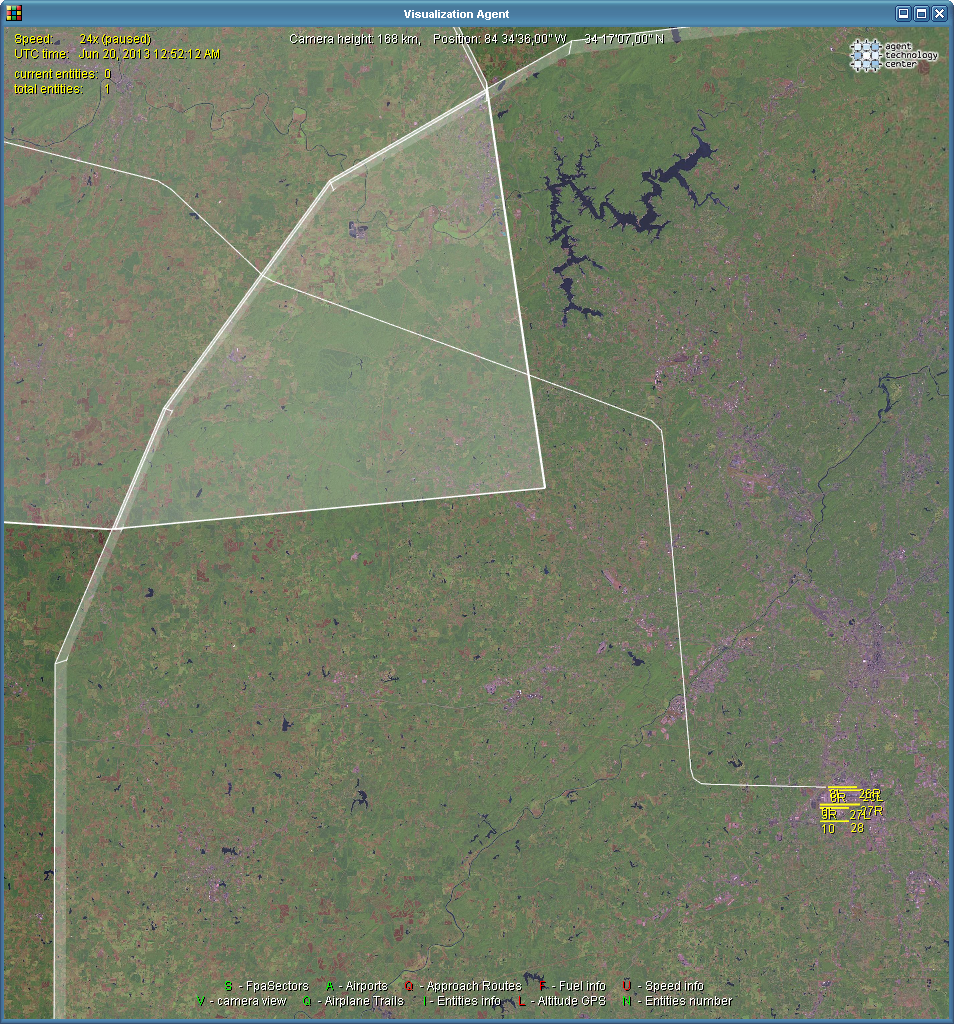 Visualization Agent
Speed: 24x (paused)
Camera height: 168 km, Position: 84 34'36,00'' W, 34 17'07,00'' N
UTC time: Jun 20, 2013 12:52:12 AM
current entities: 0
total entities: 1
agent
technology
center
26R
27R
9R 27L
10 28
S - FpaSectors A - Airports Q - Approach Routes F - Fuel info U - Speed info
V - camera view Q - Airplane Trails I - Entities info L - Altitude GPS N - Entities number